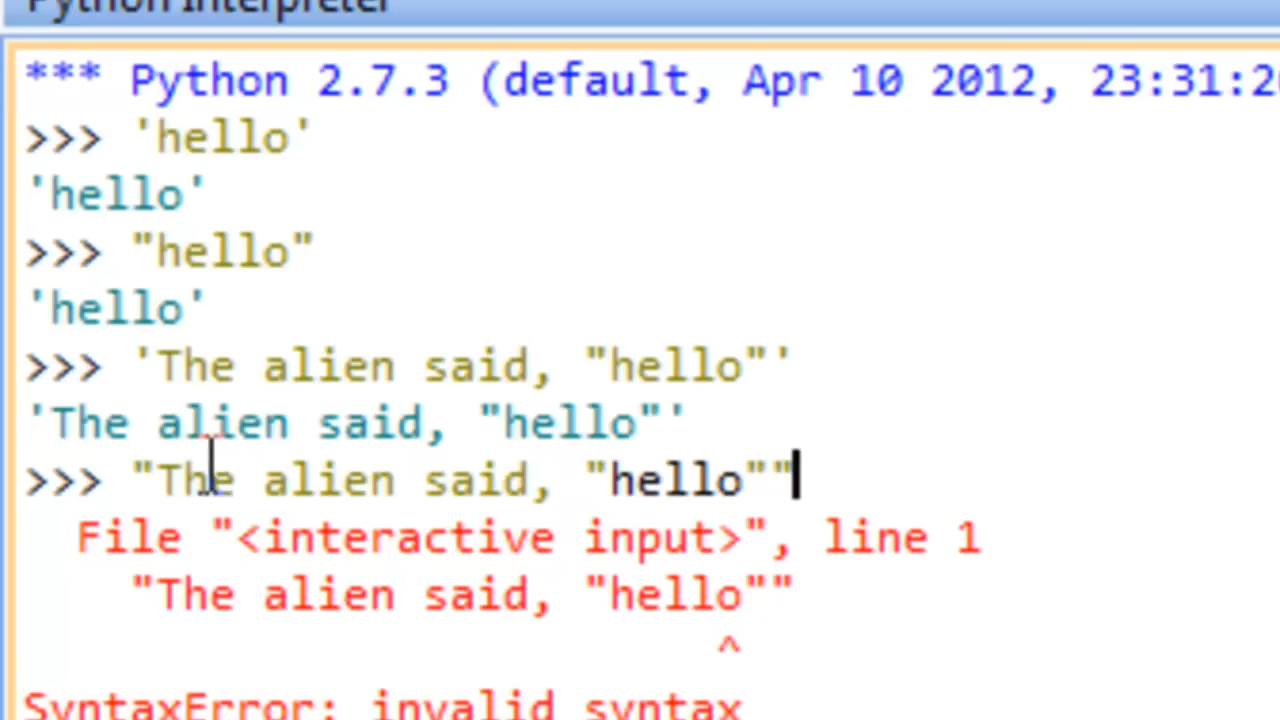 Python Interpreter
*** Python 2.7.3 (default, Apr 10 2012, 23:31:2
>>> 'hello'
'hello'
>>> "hello"
'hello'
>>> 'The alien said, "hello"'
'The alien said, "hello"'
>>> "The alien said, "hello""
File "<interactive input>", line 1
"The alien said, "hello""
^
SyntaxError: invalid syntax